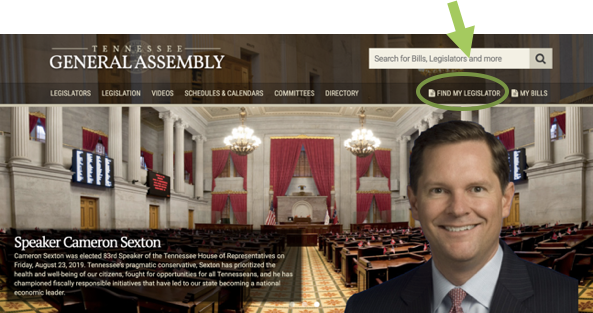 TENNESSEE
GENERAL ASSEMBLY
Search for Bills, Legislators and more
LEGISLATORS LEGISLATION VIDEOS SCHEDULES & CALENDARS COMMITTEES DIRECTORY FIND MY LEGISLATOR MY BILLS
Speaker Cameron Sexton
Cameron Sexton was elected 83rd Speaker of the Tennessee House of Representatives on
Friday, August 23, 2019. Tennessee's pragmatic conservative, Sexton has prioritized the
health and well-being of our citizens, fought for opportunities for all Tennesseans, and he has
championed fiscally responsible initiatives that have led to our state becoming a national
economic leader.